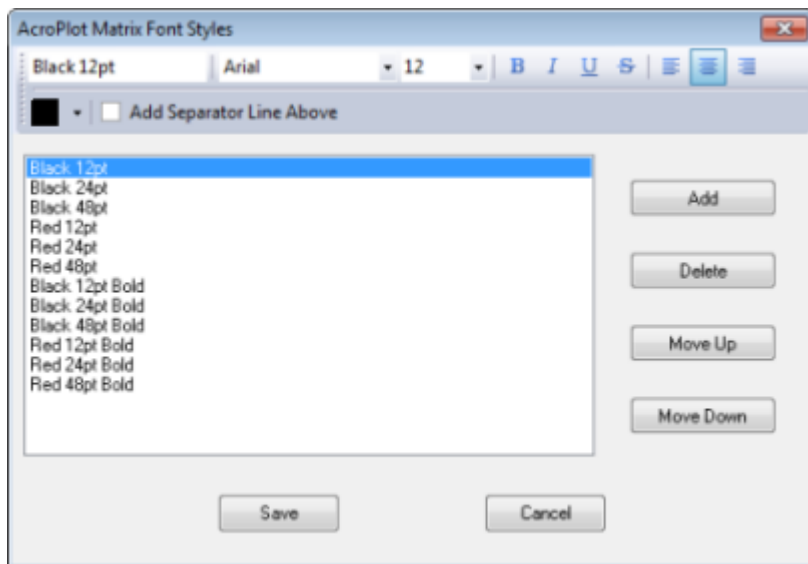 AcroPlot Matrix Font Styles
Black 12pt Arial 12 B I U S
Add Separator Line Above
Black 12pt
Black 24pt
Black 48pt
Red 12pt
Red 24pt
Red 48pt
Black 12pt Bold
Black 24pt Bold
Black 48pt Bold
Red 12pt Bold
Red 24pt Bold
Red 48pt Bold
Add
Delete
Move Up
Move Down
Save Cancel